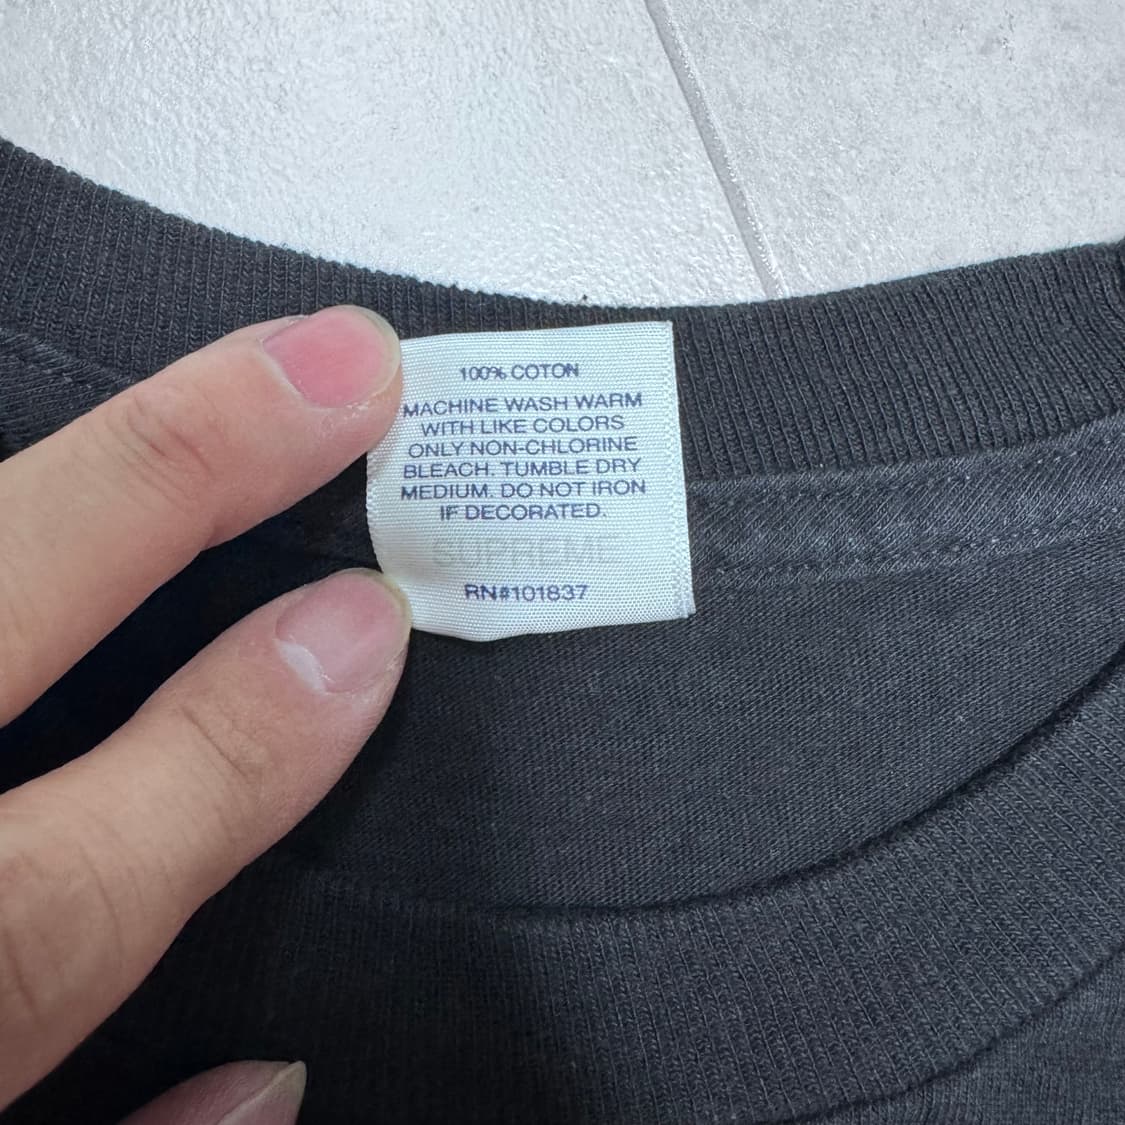 100% COTON
MACHINE WASH WARM
WITH LIKE COLORS
ONLY NON-CHLORINE
BLEACH. TUMBLE DRY
MEDIUM. DO NOT IRON
IF DECORATED.
SUPREME
RN#101837